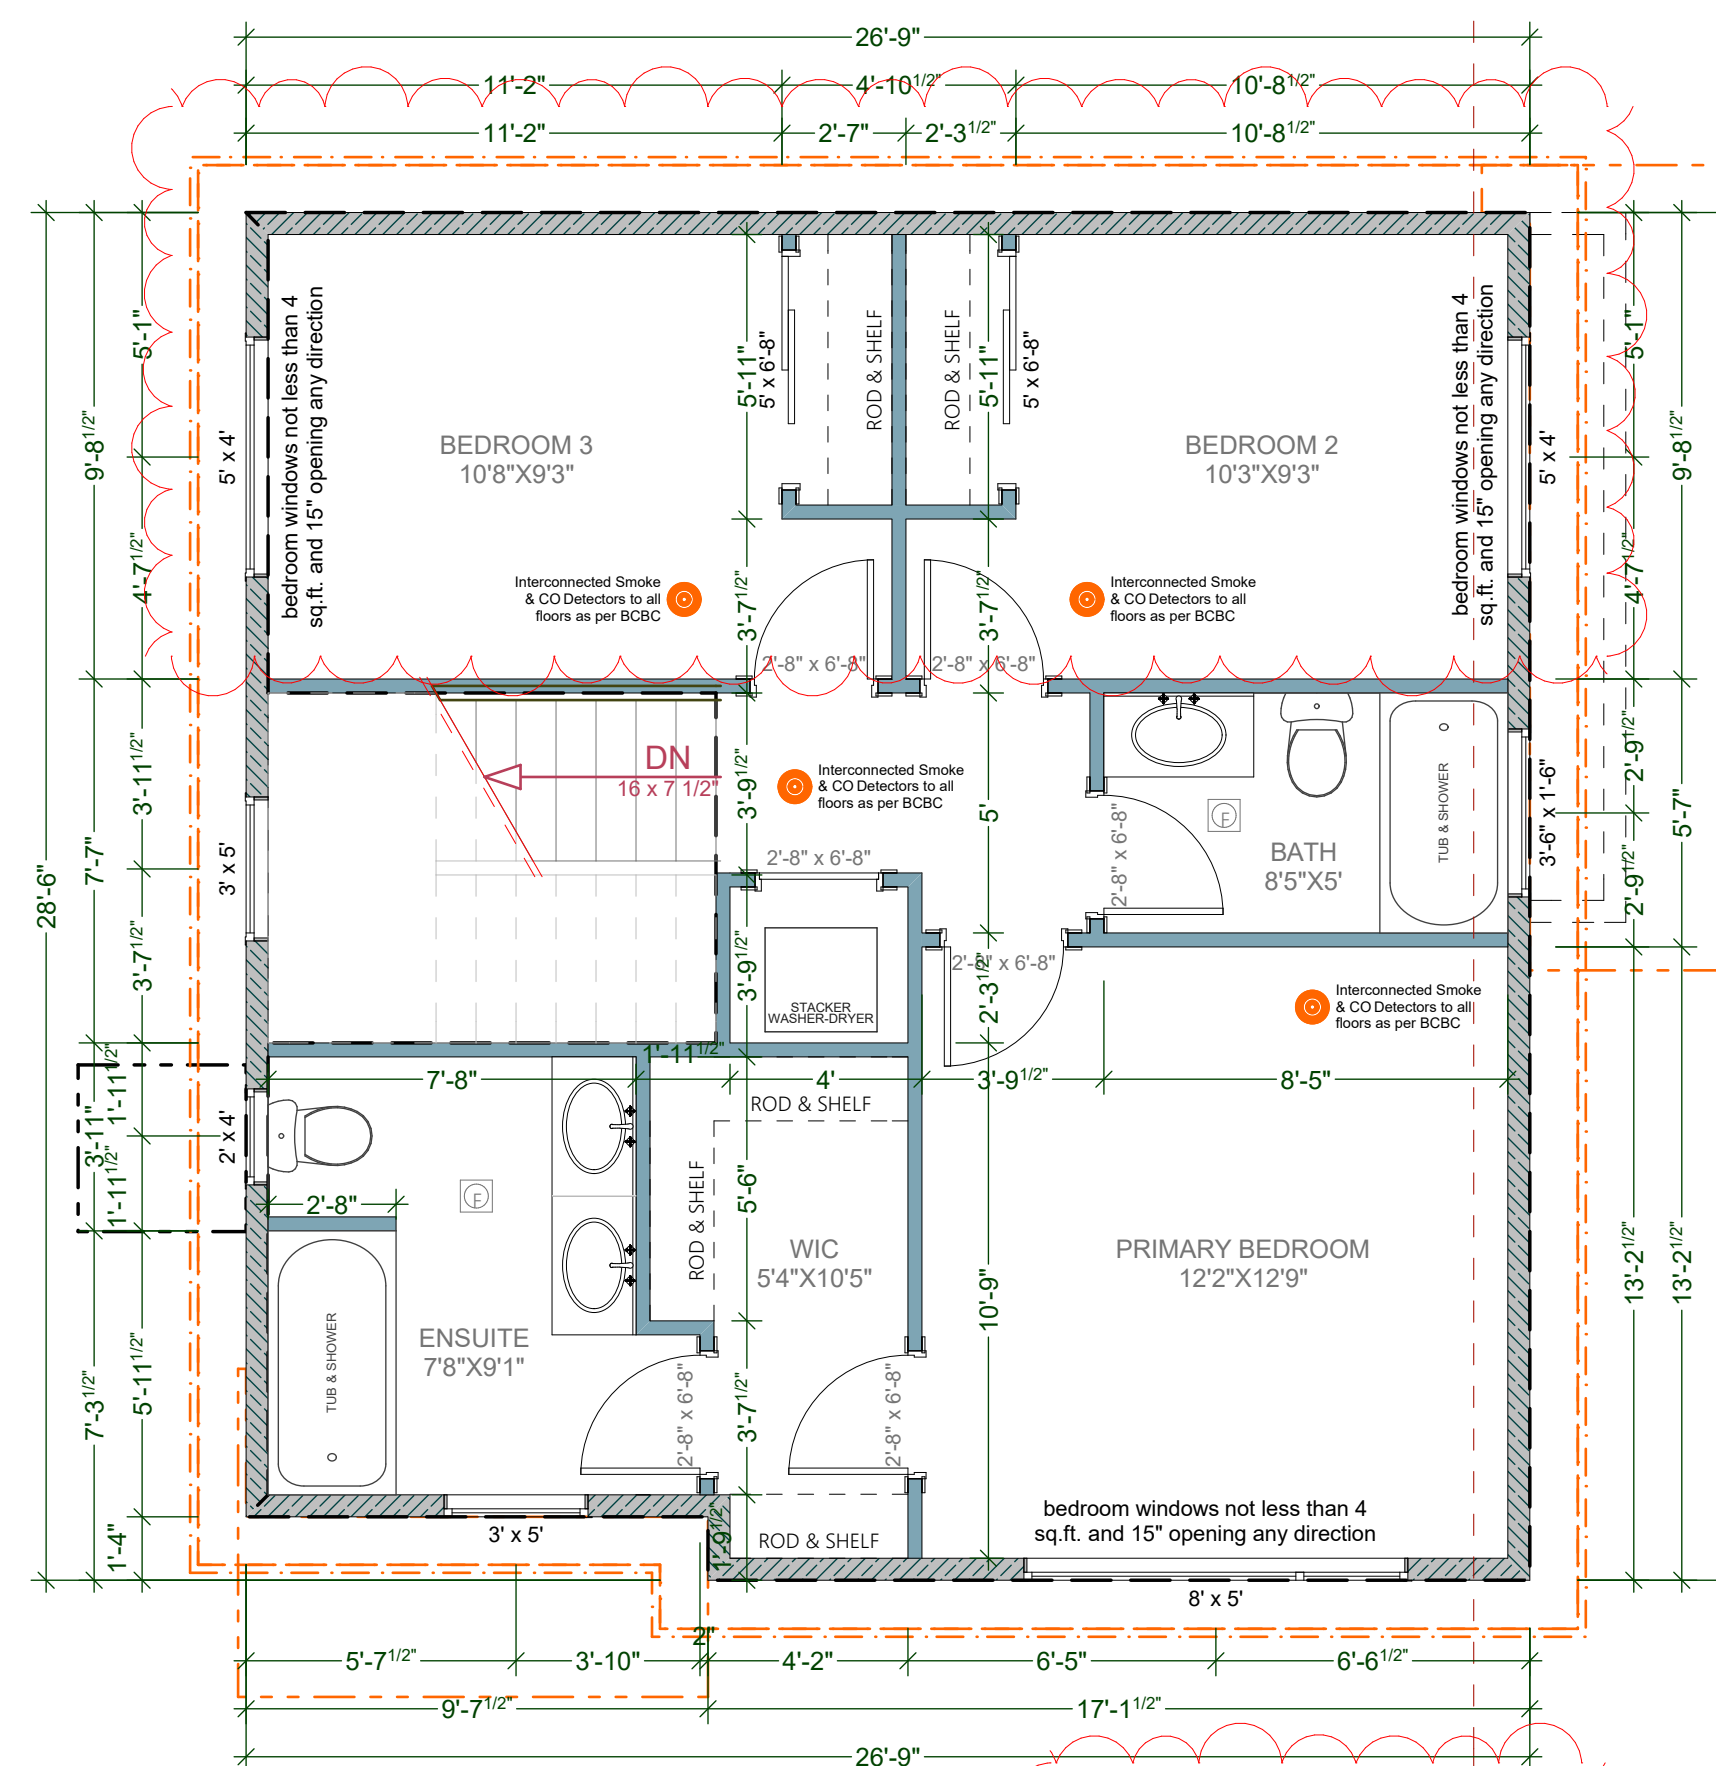 26'-9"
11'-2"
4'-10 1/2"
10'-8 1/2"
11'-2"
2'-7"
2'-3 1/2"
10'-8 1/2"
5'-1"
9'-8 1/2"
4'-7 1/2"
5' x 4'
bedroom windows not less than 4
sq.ft. and 15" opening any direction
BEDROOM 3
10'8"X9'3"
5'-11"
5' x 6'-8"
ROD & SHELF
ROD & SHELF
5'-11"
5' x 6'-8"
BEDROOM 2
10'3"X9'3"
bedroom windows not less than 4
sq.ft. and 15" opening any direction
5' x 4'
5'-1"
9'-8 1/2"
4'-7 1/2"
Interconnected Smoke
& CO Detectors to all
floors as per BCBC
3'-7 1/2"
3'-7 1/2"
Interconnected Smoke
& CO Detectors to all
floors as per BCBC
2'-8" x 6'-8"
2'-8" x 6'-8"
28'-6"
7'-7"
3'-11 1/2"
3'-7 1/2"
3' x 5'
DN
16 x 7 1/2"
3'-9 1/2"
Interconnected Smoke
& CO Detectors to all
floors as per BCBC
5'
2'-8" x 6'-8"
2'-8" x 6'-8"
F
BATH
8'5"X5'
TUB & SHOWER
3'-6" x 1'-6"
2'-9 1/2"
2'-9 1/2"
5'-7"
3'-9 1/2"
STACKER
WASHER-DRYER
2'-8" x 6'-8"
2'-3 1/2"
Interconnected Smoke
& CO Detectors to all
floors as per BCBC
1'-11 1/2"
7'-8"
4'
3'-9 1/2"
8'-5"
3'-11"
1'-11 1/2"
1'-11 1/2"
2' x 4'
2'-8"
F
ROD & SHELF
ROD & SHELF
5'-6"
WIC
5'4"X10'5"
PRIMARY BEDROOM
12'2"X12'9"
10'-9"
13'-2 1/2"
13'-2 1/2"
ENSUITE
7'8"X9'1"
TUB & SHOWER
7'-3 1/2"
5'-11 1/2"
1'-4"
2'-8" x 6'-8"
3'-7 1/2"
2'-8" x 6'-8"
3' x 5'
1'-9 1/2"
ROD & SHELF
bedroom windows not less than 4
sq.ft. and 15" opening any direction
8' x 5'
5'-7 1/2"
3'-10"
2"
4'-2"
6'-5"
6'-6 1/2"
9'-7 1/2"
17'-1 1/2"
26'-9"